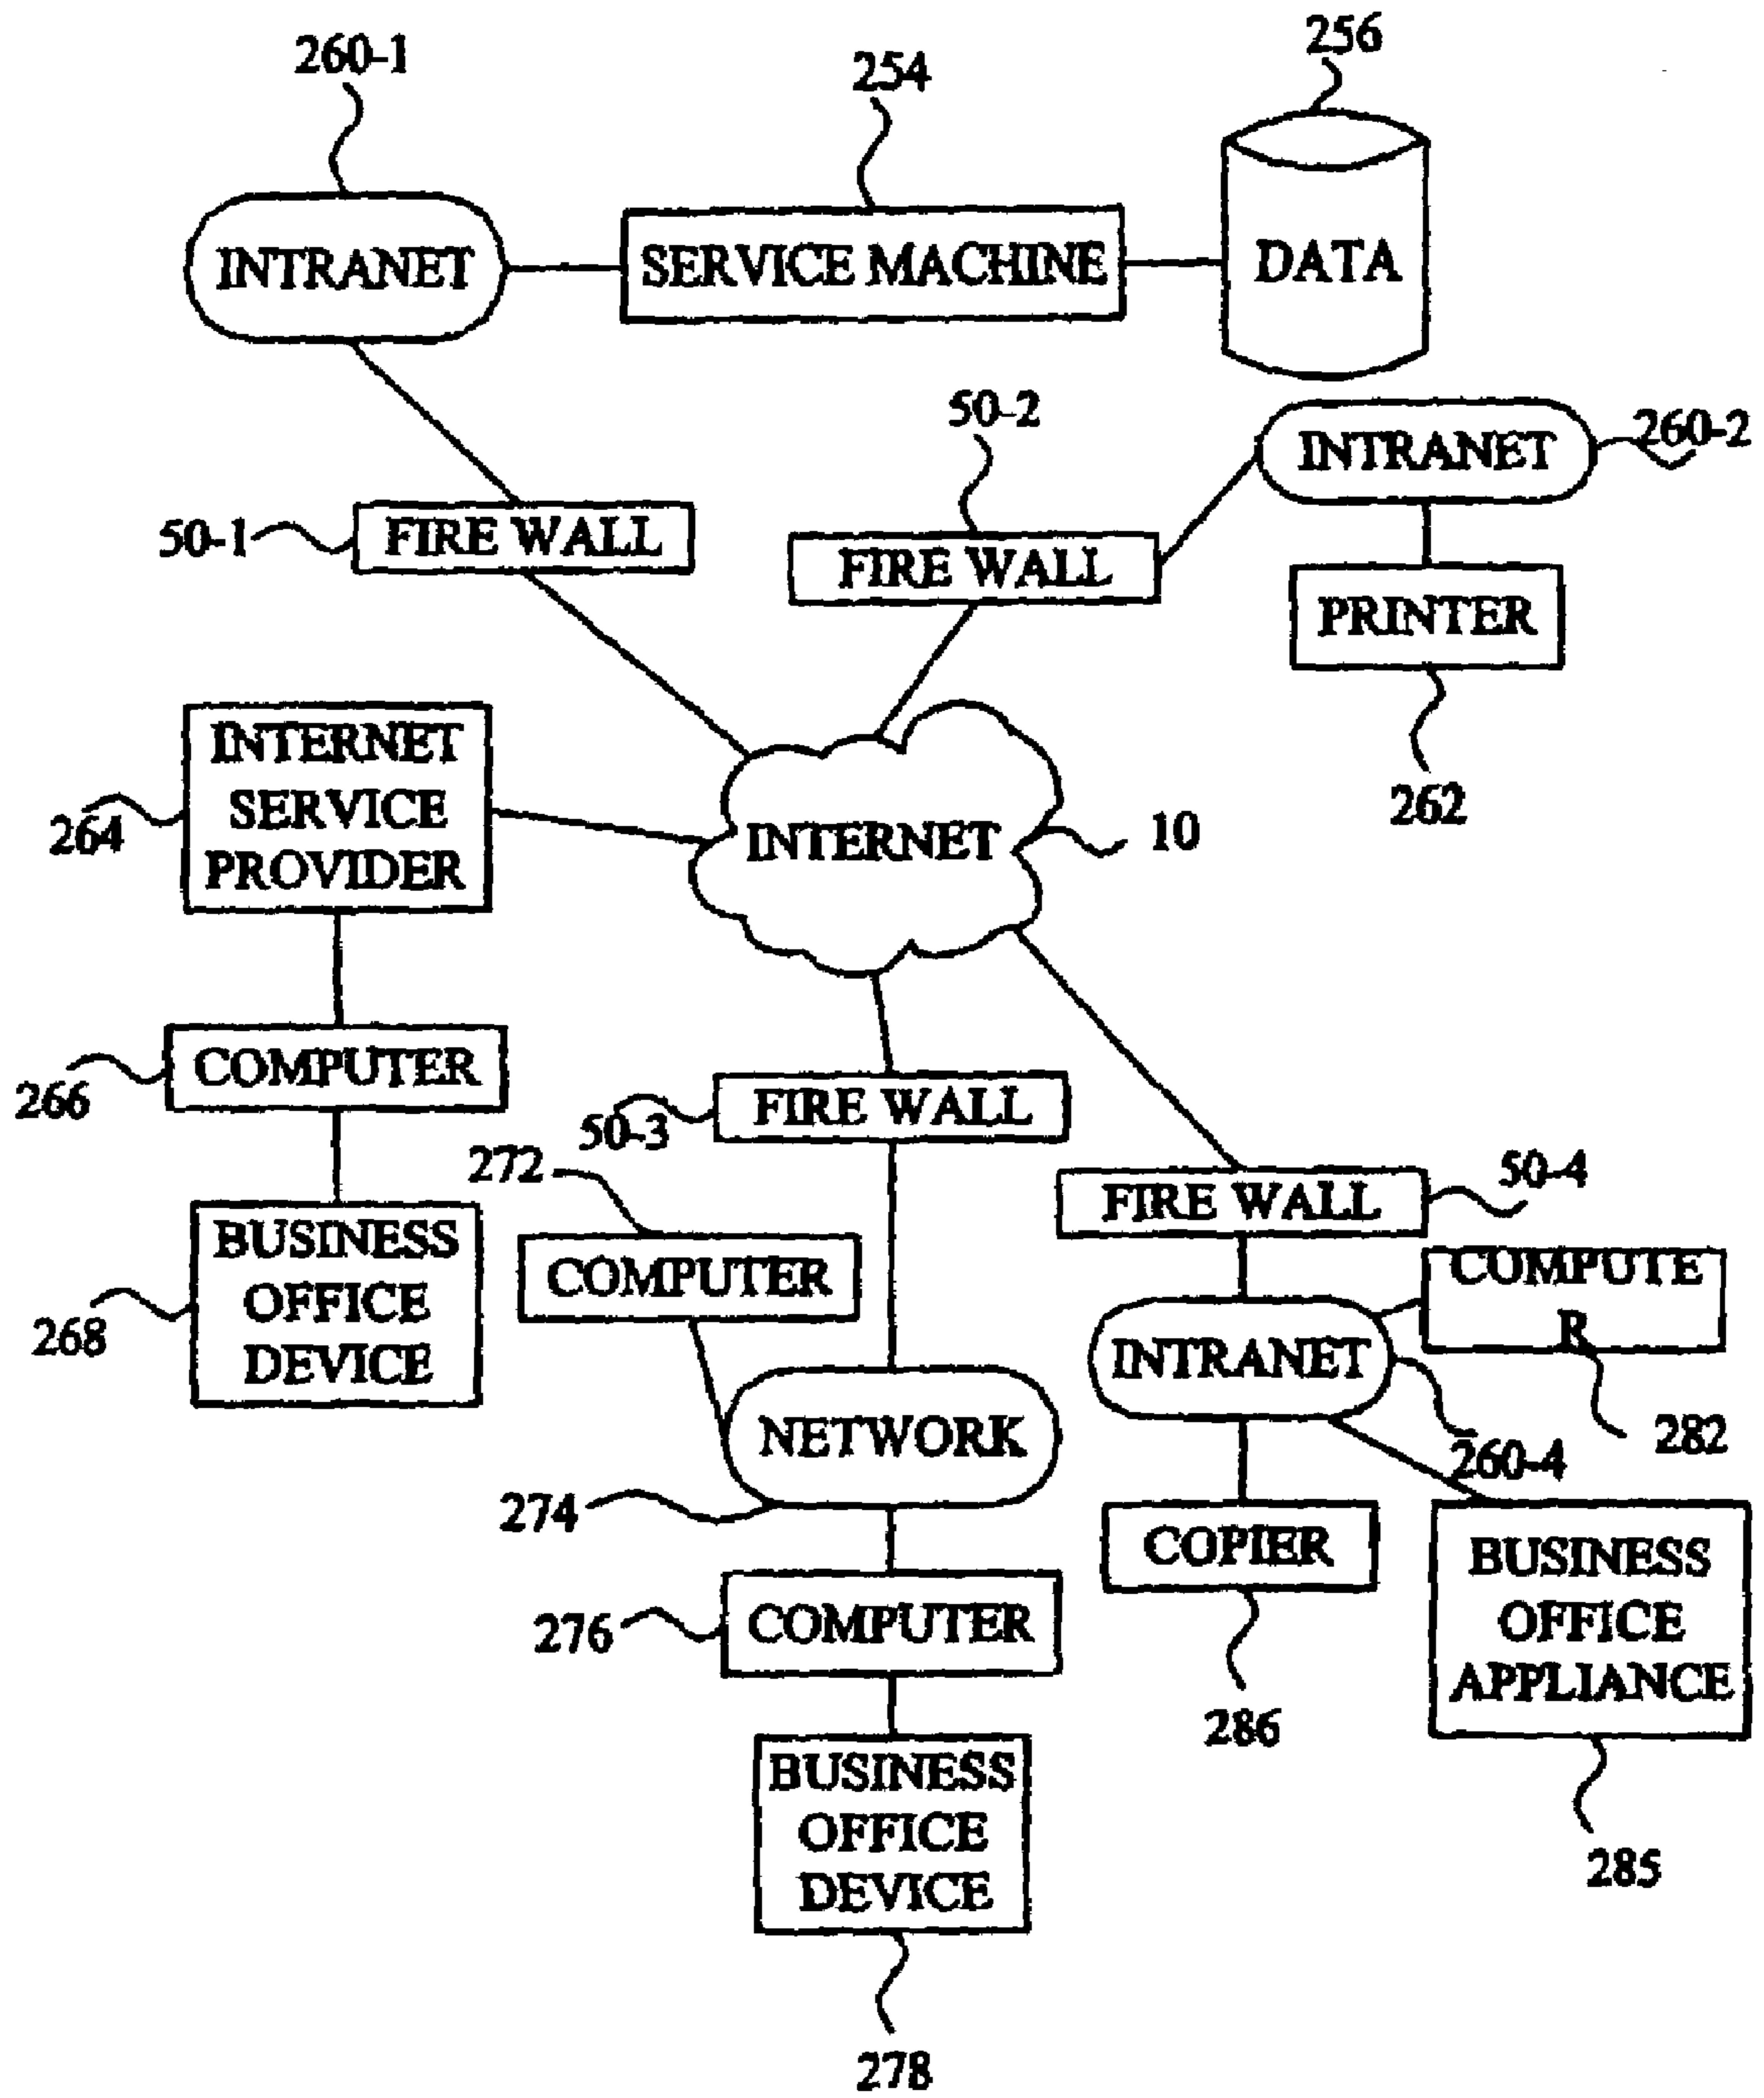 260-1
254
256
INTRANET
SERVICE MACHINE
DATA
50-2
INTRANET
260-2
50-1
FIRE WALL
FIRE WALL
PRINTER
262
INTERNET
SERVICE
PROVIDER
264
INTERNET
10
COMPUTER
266
FIRE WALL
50-3
272
50-4
FIRE WALL
BUSINESS
OFFICE
DEVICE
268
COMPUTER
COMPUTE
R
INTRANET
282
260-4
NETWORK
274
COPIER
BUSINESS
OFFICE
APPLIANCE
276
COMPUTER
286
BUSINESS
OFFICE
DEVICE
285
278